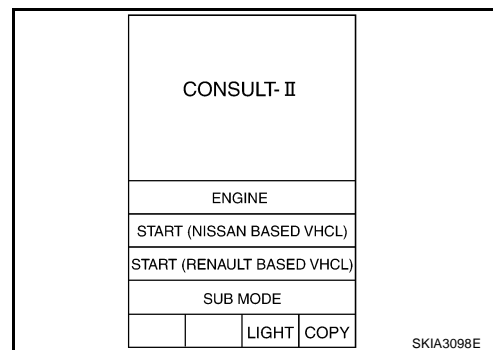 CONSULT-Ⅱ
ENGINE
START (NISSAN BASED VHCL)
START (RENAULT BASED VHCL)
SUB MODE
LIGHT COPY
SKIA3098E